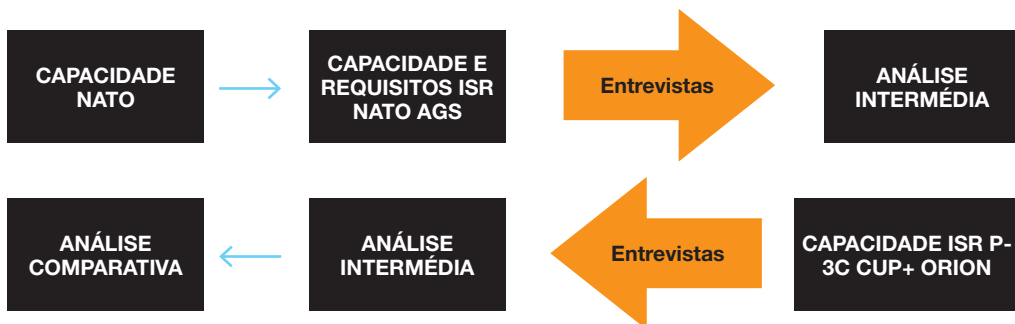 CAPACIDADE
NATO
CAPACIDADE E
REQUISITOS ISR
NATO AGS
Entrevistas
ANÁLISE
INTERMÉDIA
ANÁLISE
COMPARATIVA
ANÁLISE
INTERMÉDIA
Entrevistas
CAPACIDADE ISR P-
3C CUP+ ORION